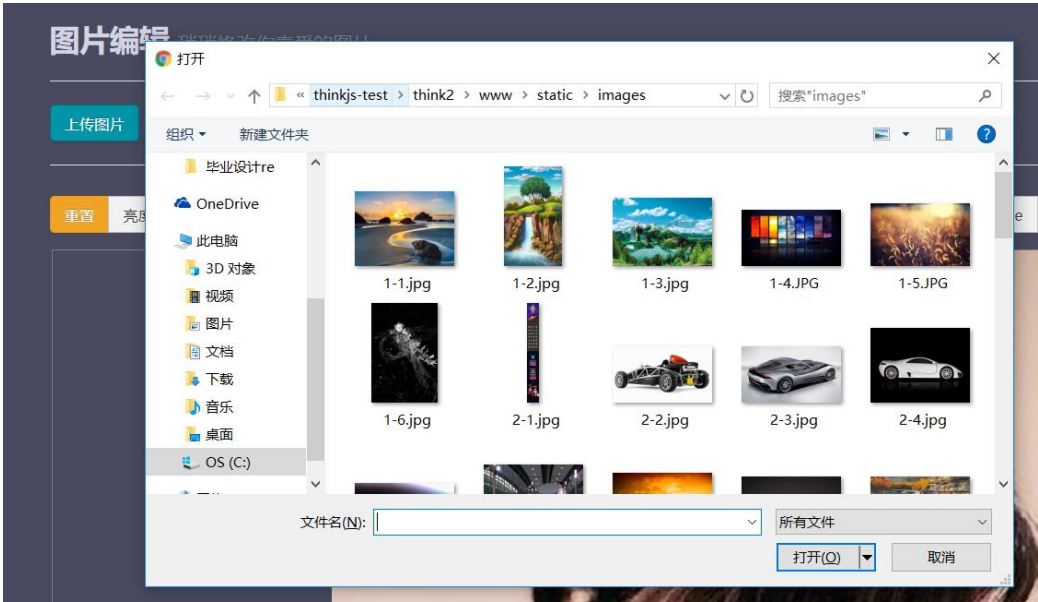 图片编辑
打开
« thinkjs-test > think2 > www > static > images
搜索"images"
上传图片
组织
新建文件夹
毕业设计re
OneDrive
此电脑
3D 对象
视频
图片
文档
下载
音乐
桌面
OS (C:)
重置
亮度
e
1-1.jpg
1-2.jpg
1-3.jpg
1-4.JPG
1-5.JPG
1-6.jpg
2-1.jpg
2-2.jpg
2-3.jpg
2-4.jpg
文件名(N):
所有文件
打开(O)
取消